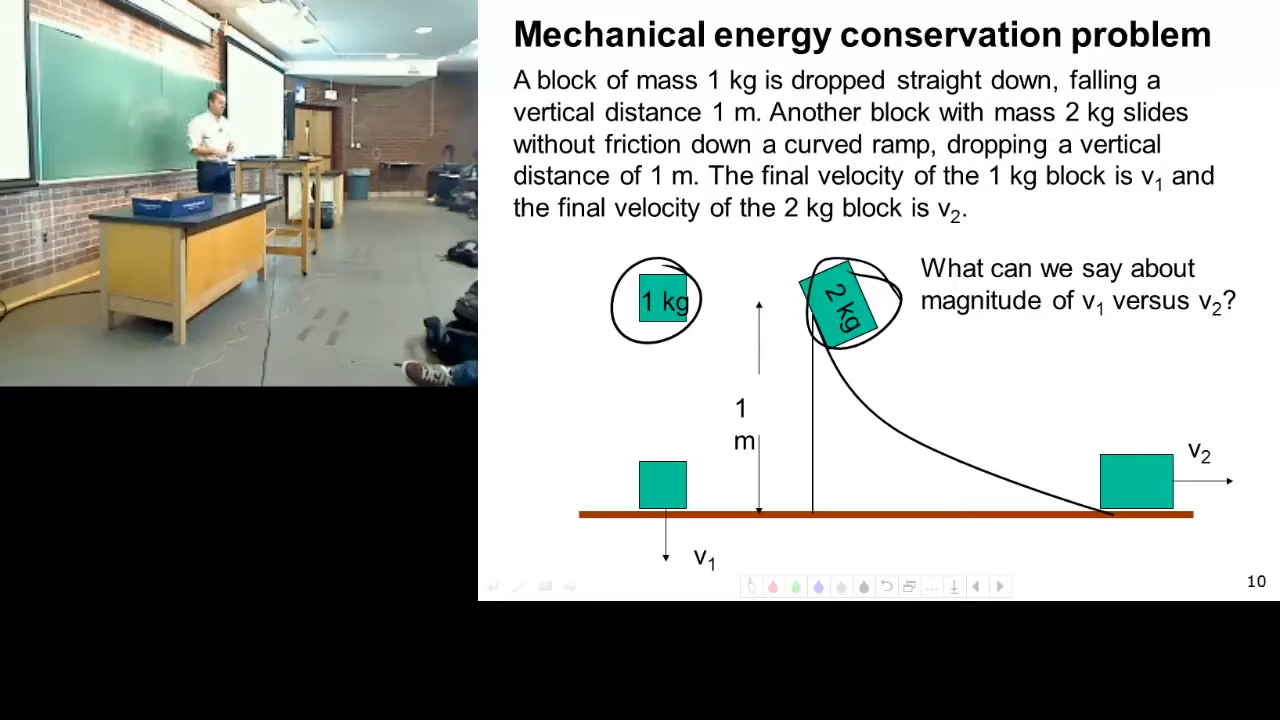 Mechanical energy conservation problem
A block of mass 1 kg is dropped straight down, falling a
vertical distance 1 m. Another block with mass 2 kg slides
without friction down a curved ramp, dropping a vertical
distance of 1 m. The final velocity of the 1 kg block is v₁ and
the final velocity of the 2 kg block is v₂.
What can we say about
magnitude of v₁ versus v₂?
1 kg
2 kg
1
m
v₂
v₁
10